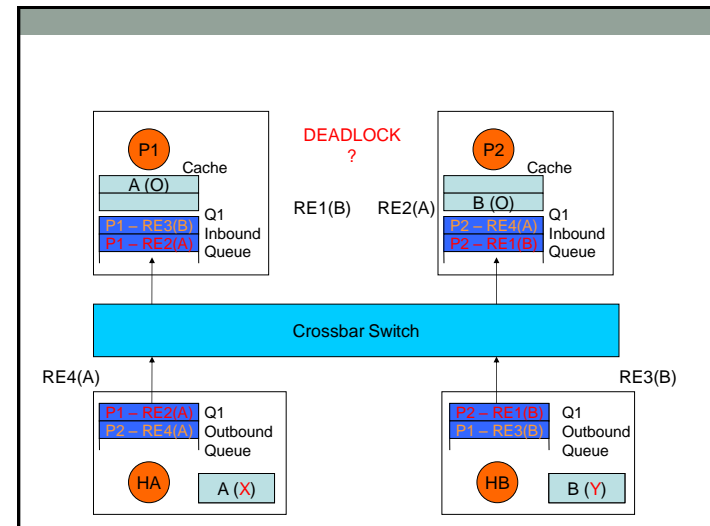 DEADLOCK
?
P1
Cache
A (O)
Q1
Inbound
Queue
P1 – RE3(B)
P1 – RE2(A)
RE1(B)
RE2(A)
P2
Cache
B (O)
Q1
Inbound
Queue
P2 – RE4(A)
P2 – RE1(B)
Crossbar Switch
RE4(A)
RE3(B)
P1 – RE2(A)
P2 – RE4(A)
Q1
Outbound
Queue
HA
A (X)
P2 – RE1(B)
P1 – RE3(B)
Q1
Outbound
Queue
HB
B (Y)